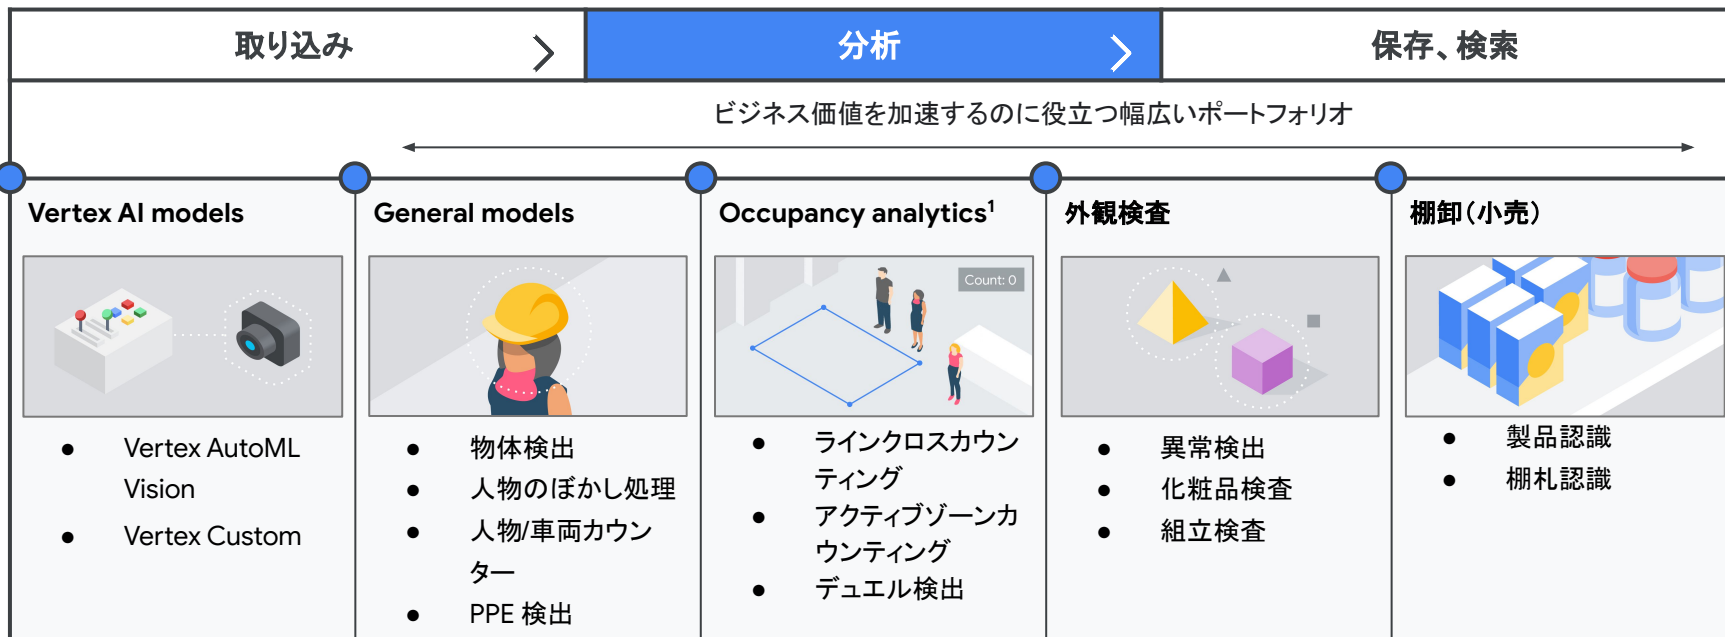 取り込み
分析
保存、検索
ビジネス価値を加速するのに役立つ幅広いポートフォリオ
Vertex AI models
● Vertex AutoML
Vision
● Vertex Custom
General models
● 物体検出
● 人物のぼかし処理
● 人物/車両カウン
ター
● PPE 検出
Occupancy analytics¹
Count: 0
● ラインクロスカウン
ティング
● アクティブゾーンカ
ウンティング
● デュエル検出
外観検査
● 異常検出
● 化粧品検査
● 組立検査
棚卸(小売)
● 製品認識
● 棚札認識